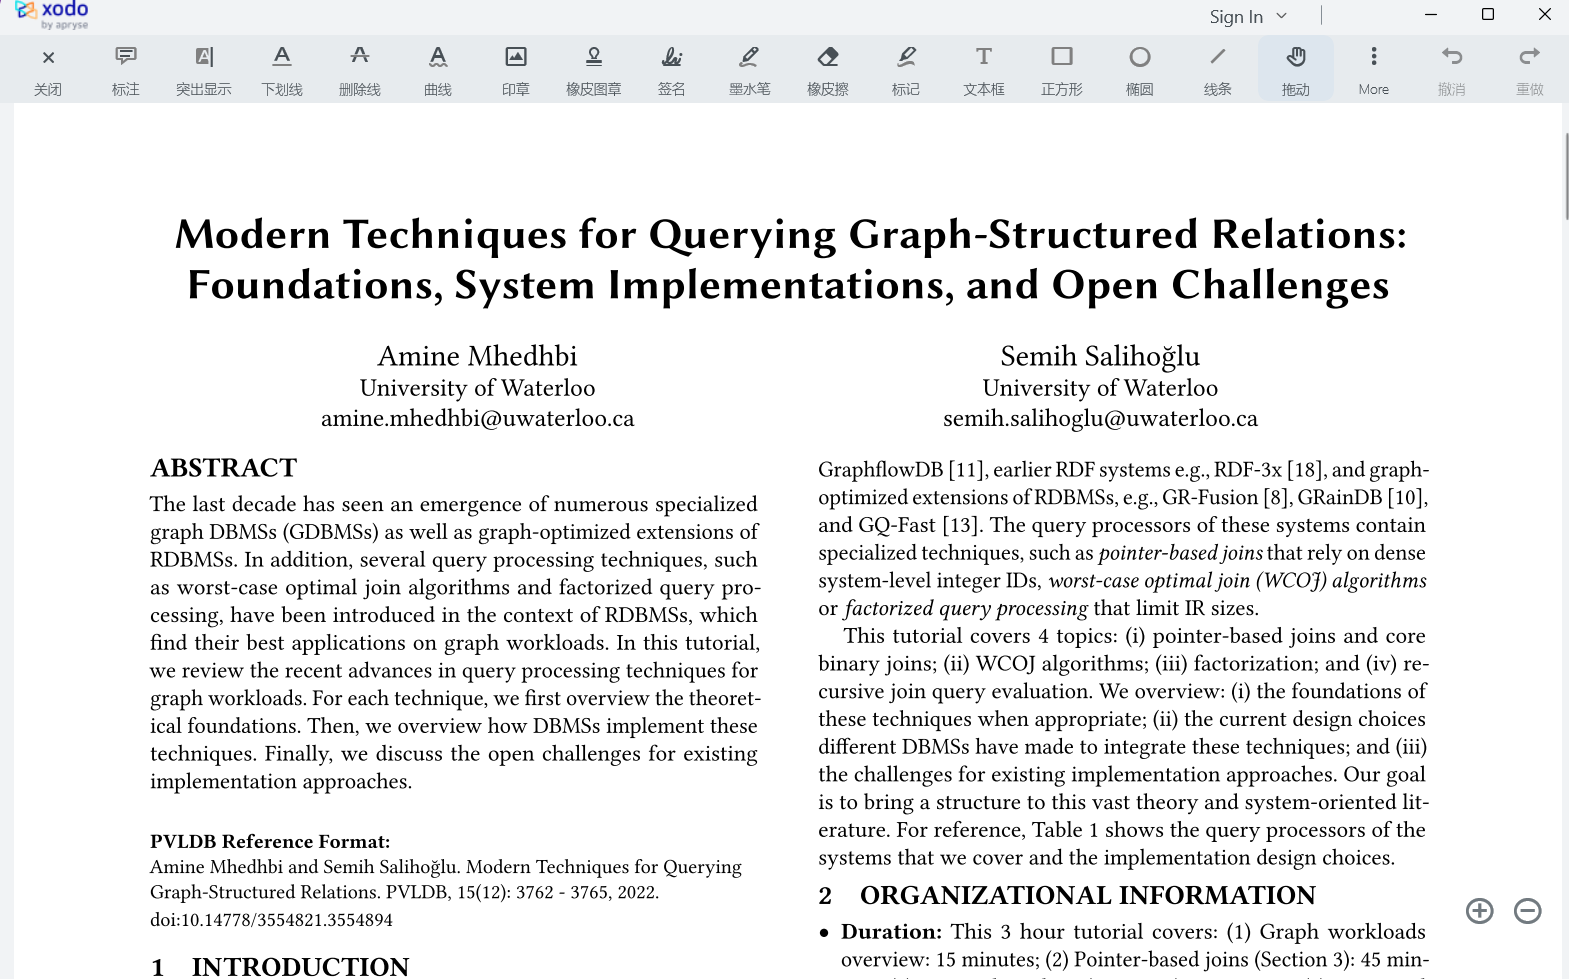 xodo
by apryse
Sign In
关闭
标注
突出显示
下划线
删除线
曲线
印章
橡皮图章
签名
墨水笔
橡皮擦
标记
文本框
正方形
椭圆
线条
拖动
More
撤消
重做
Modern Techniques for Querying Graph-Structured Relations:
Foundations, System Implementations, and Open Challenges
Amine Mhedhbi
University of Waterloo
amine.mhedhbi@uwaterloo.ca
Semih Salihoğlu
University of Waterloo
semih.salihoglu@uwaterloo.ca
ABSTRACT
The last decade has seen an emergence of numerous specialized
graph DBMSs (GDBMSs) as well as graph-optimized extensions of
RDBMSs. In addition, several query processing techniques, such
as worst-case optimal join algorithms and factorized query pro-
cessing, have been introduced in the context of RDBMSs, which
find their best applications on graph workloads. In this tutorial,
we review the recent advances in query processing techniques for
graph workloads. For each technique, we first overview the theoret-
ical foundations. Then, we overview how DBMSs implement these
techniques. Finally, we discuss the open challenges for existing
implementation approaches.
PVLDB Reference Format:
Amine Mhedhbi and Semih Salihoğlu. Modern Techniques for Querying
Graph-Structured Relations. PVLDB, 15(12): 3762 - 3765, 2022.
doi:10.14778/3554821.3554894
1 INTRODUCTION
GraphflowDB [11], earlier RDF systems e.g., RDF-3x [18], and graph-
optimized extensions of RDBMSs, e.g., GR-Fusion [8], GRainDB [10],
and GQ-Fast [13]. The query processors of these systems contain
specialized techniques, such as pointer-based joins that rely on dense
system-level integer IDs, worst-case optimal join (WCOJ) algorithms
or factorized query processing that limit IR sizes.
This tutorial covers 4 topics: (i) pointer-based joins and core
binary joins; (ii) WCOJ algorithms; (iii) factorization; and (iv) re-
cursive join query evaluation. We overview: (i) the foundations of
these techniques when appropriate; (ii) the current design choices
different DBMSs have made to integrate these techniques; and (iii)
the challenges for existing implementation approaches. Our goal
is to bring a structure to this vast theory and system-oriented lit-
erature. For reference, Table 1 shows the query processors of the
systems that we cover and the implementation design choices.
2 ORGANIZATIONAL INFORMATION
• Duration: This 3 hour tutorial covers: (1) Graph workloads
overview: 15 minutes; (2) Pointer-based joins (Section 3): 45 min-